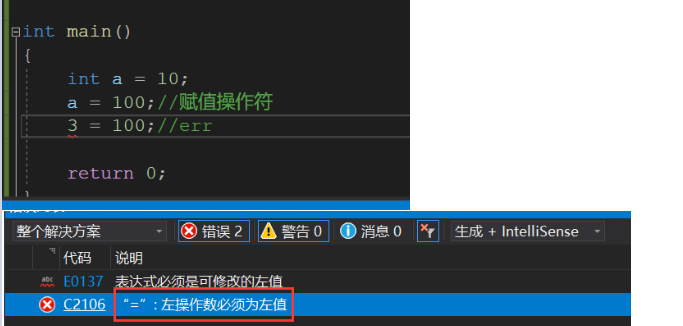 int main()
{
int a = 10;
a = 100;//赋值操作符
3 = 100;//err
return 0;
}
整个解决方案 错误 2 警告 0 消息 0 生成 + IntelliSense
代码 说明
abc E0137 表达式必须是可修改的左值
C2106 “=”: 左操作数必须为左值